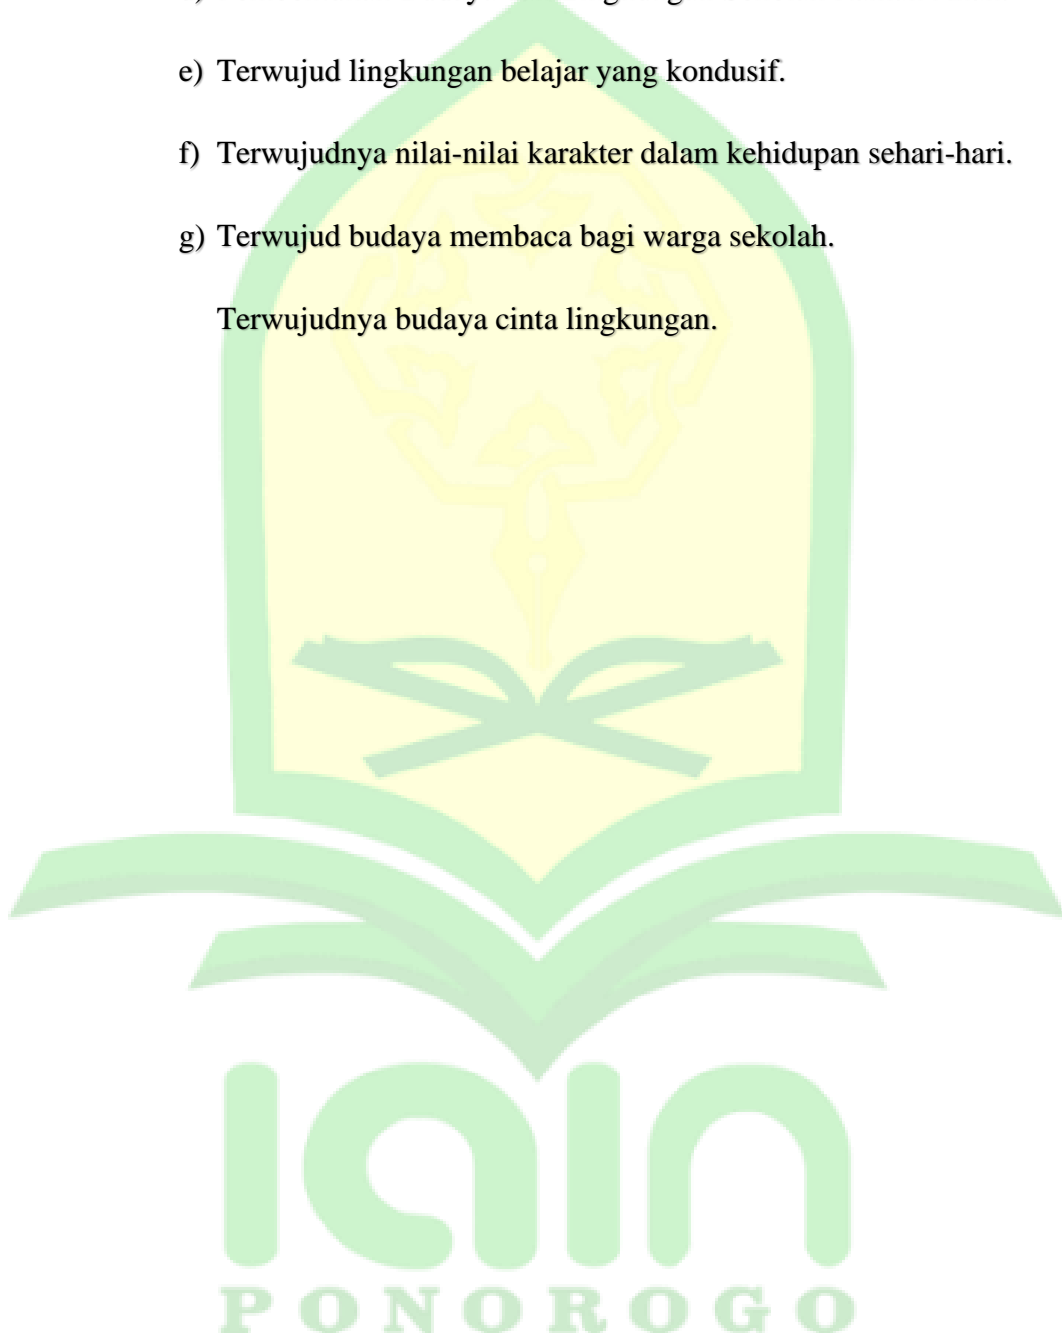 e) Terwujud lingkungan belajar yang kondusif.
f) Terwujudnya nilai-nilai karakter dalam kehidupan sehari-hari.
g) Terwujud budaya membaca bagi warga sekolah.
Terwujudnya budaya cinta lingkungan.
IAIN
PONOROGO